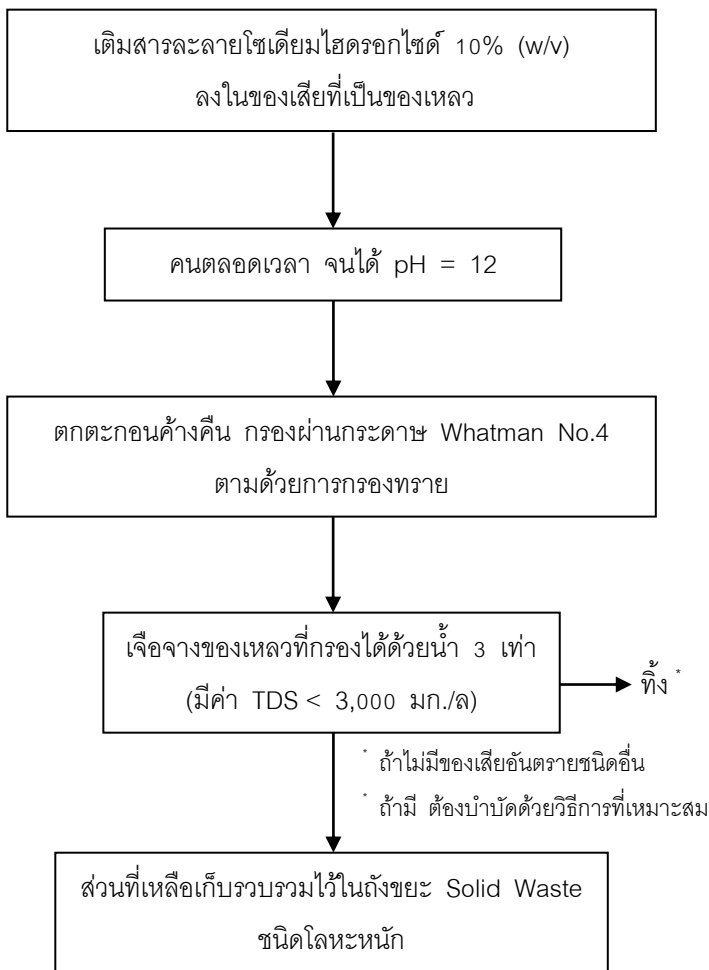 เติมสารละลายโซเดียมไฮดรอกไซด์ 10% (w/v)
ลงในของเสียที่เป็นของเหลว
คนตลอดเวลา จนได้ pH = 12
ตกตะกอนค้างคืน กรองผ่านกระดาษ Whatman No.4
ตามด้วยการกรองทราย
เจือจางของเหลวที่กรองได้ด้วยน้ำ 3 เท่า
(มีค่า TDS < 3,000 มก./ล)
ทิ้ง *
* ถ้าไม่มีของเสียอันตรายชนิดอื่น
* ถ้ามี ต้องบำบัดด้วยวิธีการที่เหมาะสม
ส่วนที่เหลือเก็บรวบรวมไว้ในถังขยะ Solid Waste
ชนิดโลหะหนัก